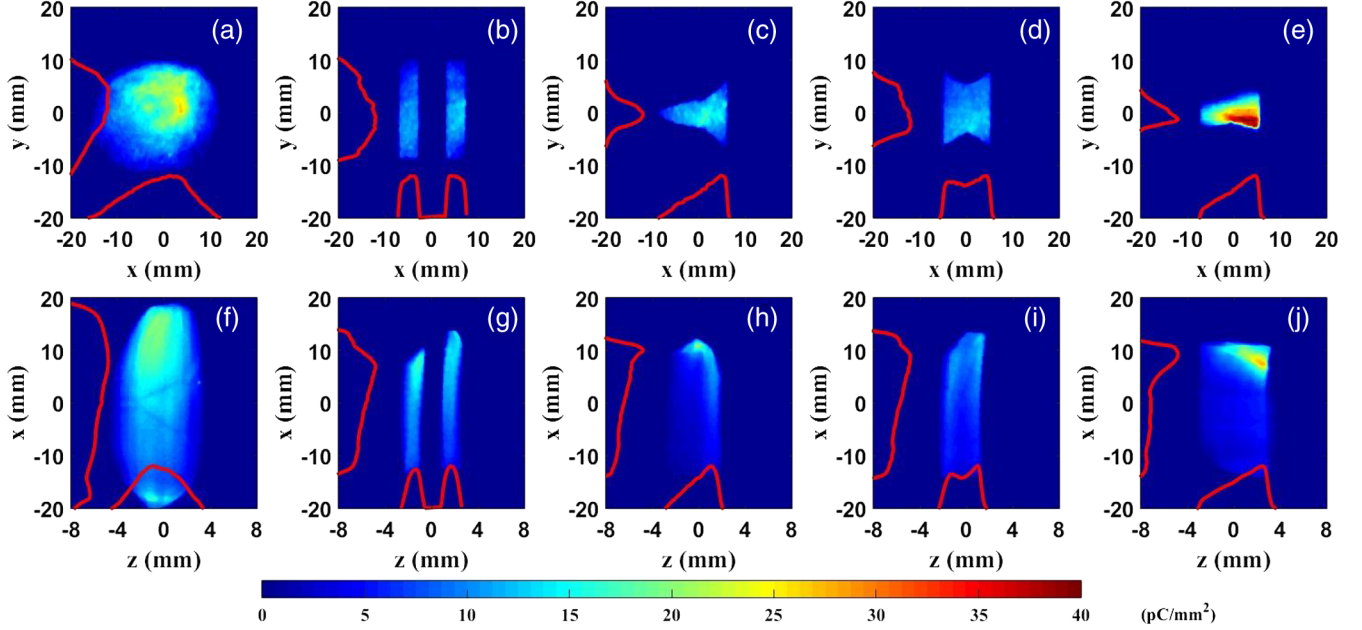 20 20 20 20 20
(a) (b) (c) (d) (e)
10 10 10 10 10
y (mm) y (mm) y (mm) y (mm) y (mm)
0 0 0 0 0
-10 -10 -10 -10 -10
-20 -20 -20 -20 -20
-20 -10 0 10 20 -20 -10 0 10 20 -20 -10 0 10 20 -20 -10 0 10 20 -20 -10 0 10 20
x (mm) x (mm) x (mm) x (mm) x (mm)
20 20 20 20 20
(f) (g) (h) (i) (j)
10 10 10 10 10
x (mm) x (mm) x (mm) x (mm) x (mm)
0 0 0 0 0
-10 -10 -10 -10 -10
-20 -20 -20 -20 -20
-8 -4 0 4 8 -8 -4 0 4 8 -8 -4 0 4 8 -8 -4 0 4 8 -8 -4 0 4 8
z (mm) z (mm) z (mm) z (mm) z (mm)
0 5 10 15 20 25 30 35 40 (pC/mm²)